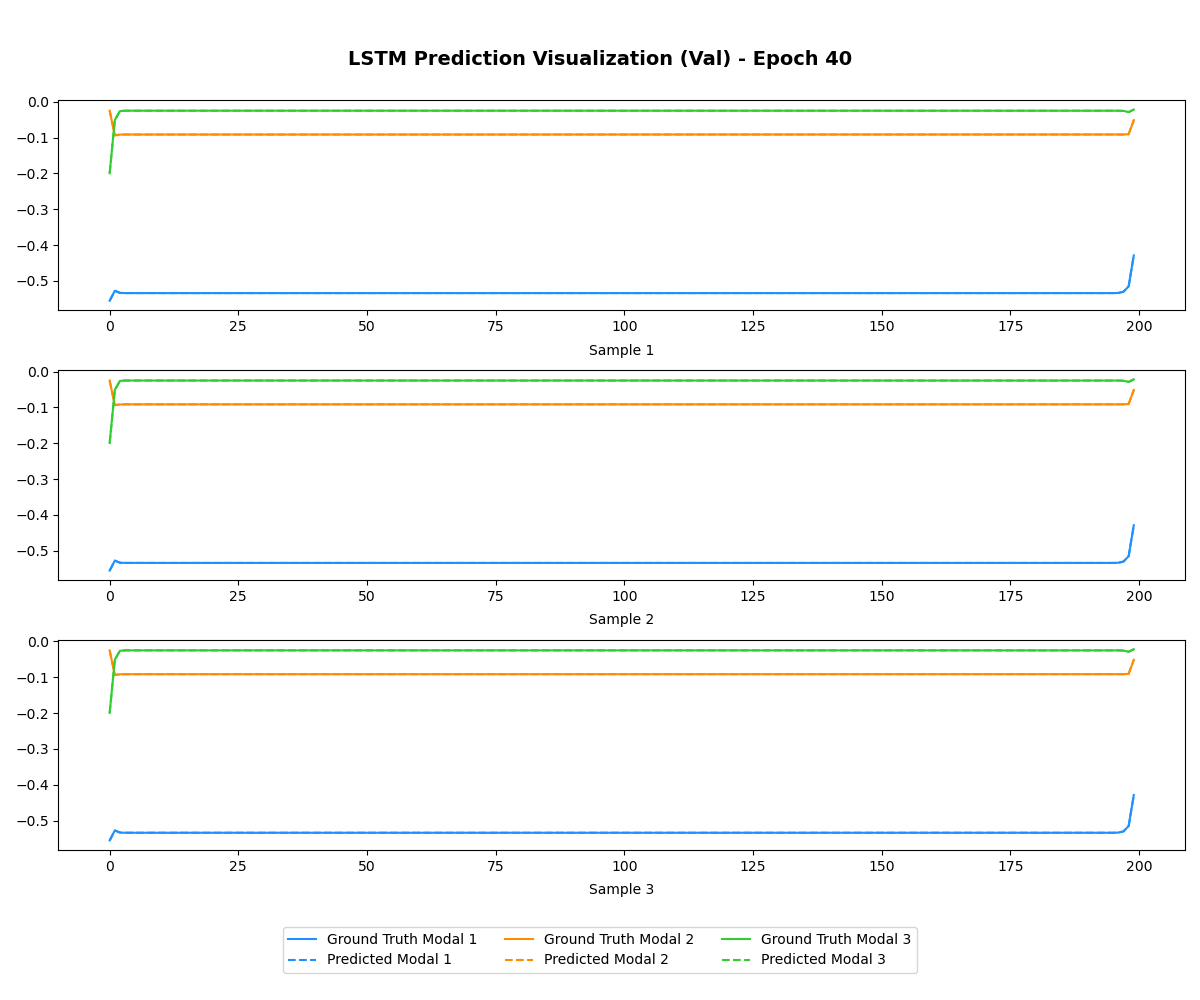 LSTM Prediction Visualization (Val) - Epoch 40
0.0
−0.1
−0.2
−0.3
−0.4
−0.5
0 25 50 75 100 125 150 175 200
Sample 1
0.0
−0.1
−0.2
−0.3
−0.4
−0.5
0 25 50 75 100 125 150 175 200
Sample 2
0.0
−0.1
−0.2
−0.3
−0.4
−0.5
0 25 50 75 100 125 150 175 200
Sample 3
Ground Truth Modal 1 Ground Truth Modal 2 Ground Truth Modal 3
Predicted Modal 1 Predicted Modal 2 Predicted Modal 3